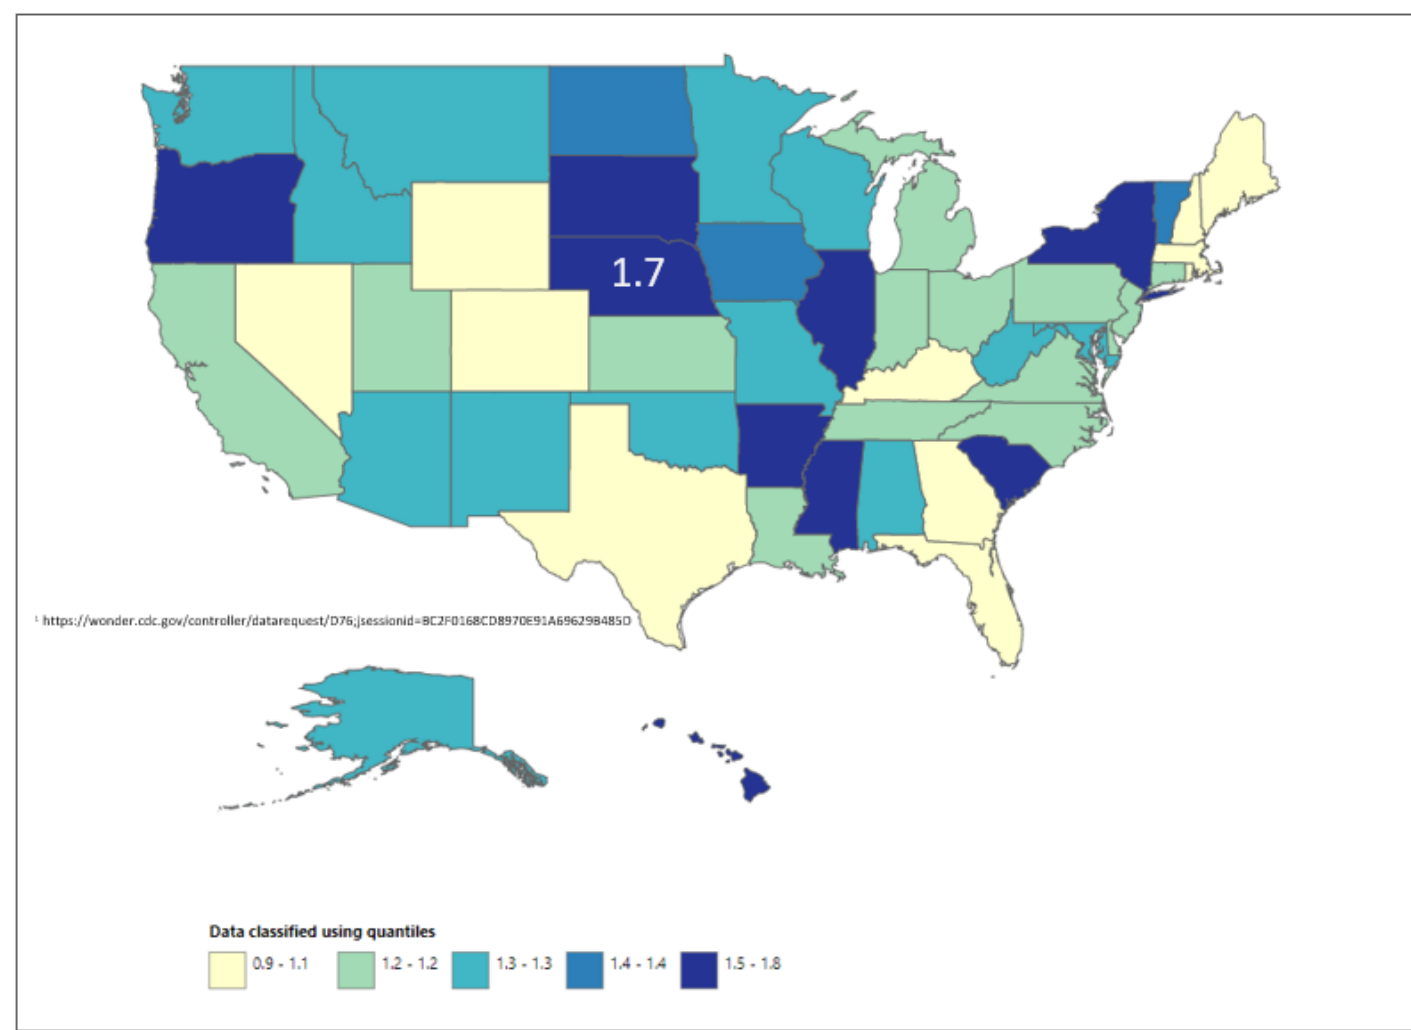 1.7
¹ https://wonder.cdc.gov/controller/datarequest/D76;jsessionid=BC2F0168CD8970E91A69629B485D
Data classified using quantiles
0.9 - 1.1 1.2 - 1.2 1.3 - 1.3 1.4 - 1.4 1.5 - 1.8